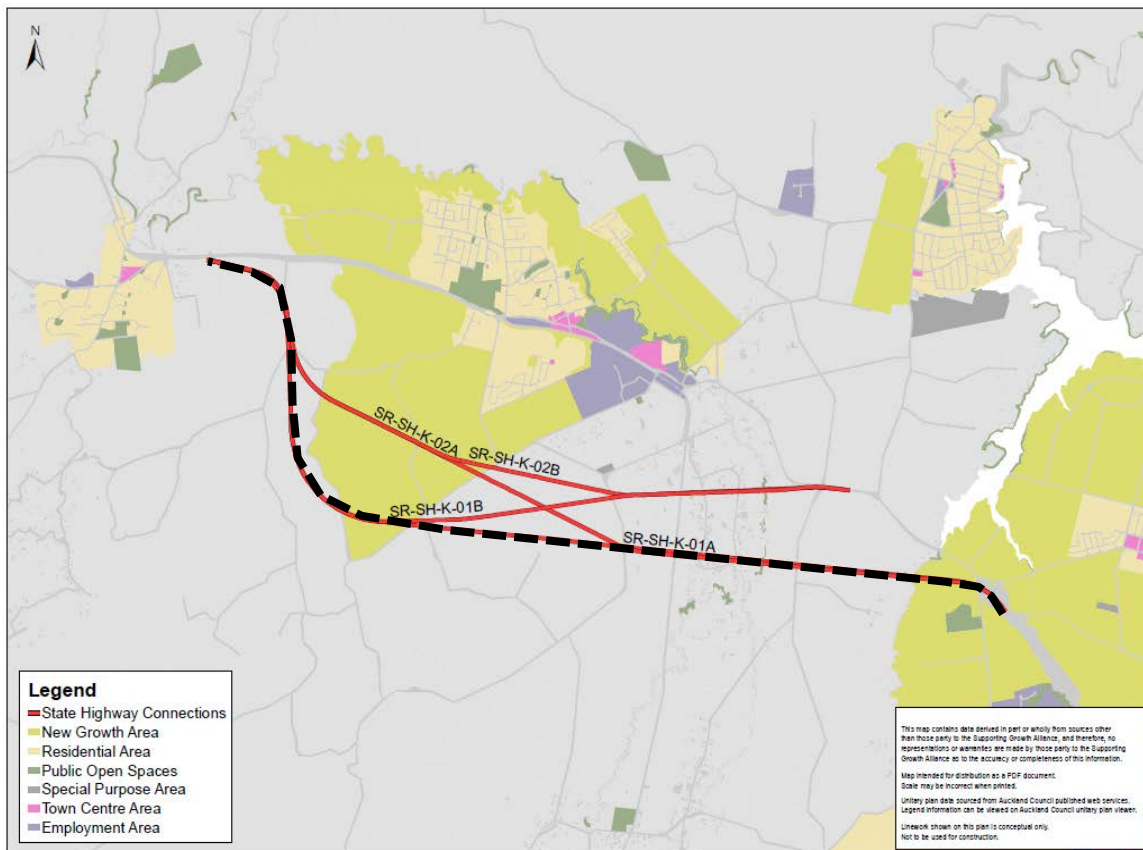 N
SR-SH-K-02A
SR-SH-K-02B
SR-SH-K-01B
SR-SH-K-01A
Legend
State Highway Connections
New Growth Area
Residential Area
Public Open Spaces
Special Purpose Area
Town Centre Area
Employment Area
This map contains data derived in part or wholly from sources other
than those party to the Supporting Growth Alliance, and therefore, no
representations or warranties are made by those party to the Supporting
Growth Alliance as to the accuracy or completeness of this information.
Map intended for distribution as a PDF document.
Scale may be incorrect when printed.
Unitary plan data sourced from Auckland Council published web services.
Legend information can be viewed on Auckland Council unitary plan viewer.
Linework shown on this plan is conceptual only.
Not to be used for construction.